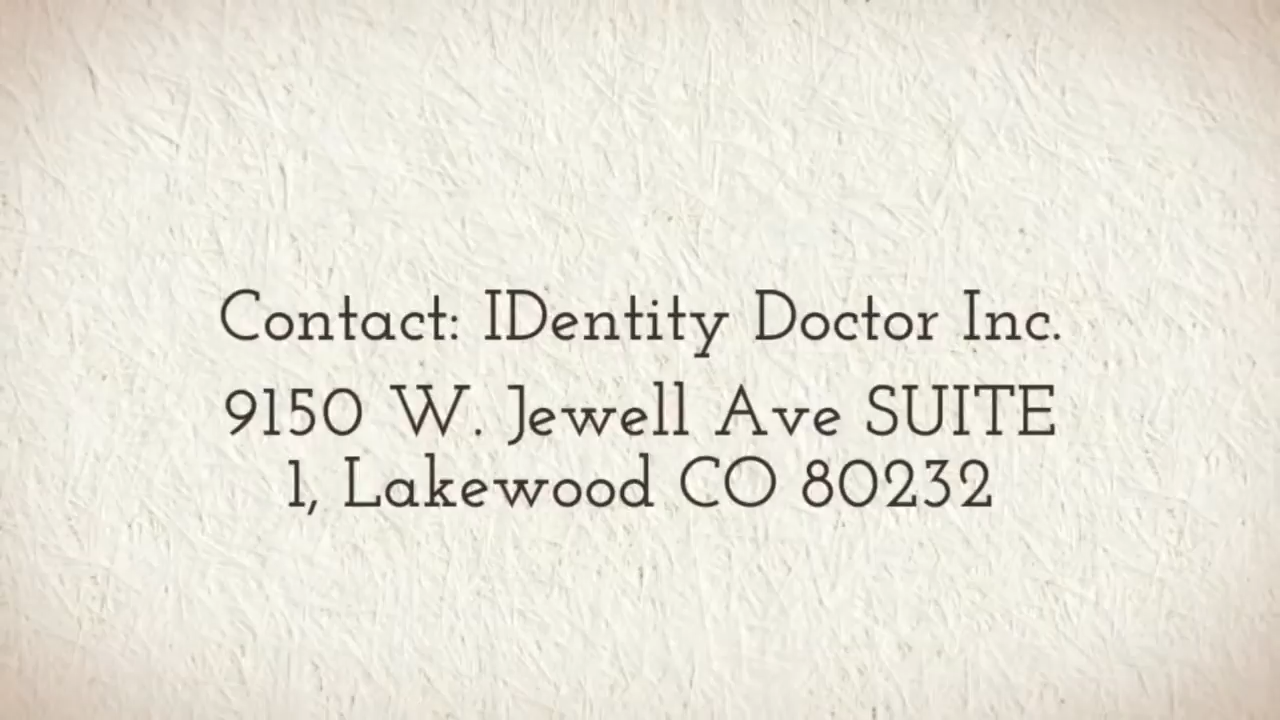 Contact: IDentity Doctor Inc.
9150 W. Jewell Ave SUITE
1, Lakewood CO 80232